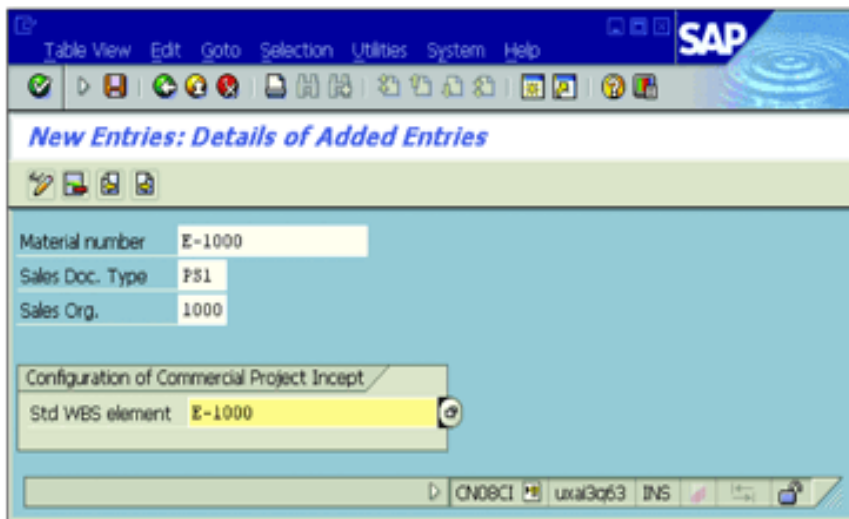 Table View Edit Goto Selection Utilities System Help
SAP
New Entries: Details of Added Entries
Material number E-1000
Sales Doc. Type PS1
Sales Org. 1000
Configuration of Commercial Project Incept
Std WBS element E-1000
CN08CI uxai3q63 INS